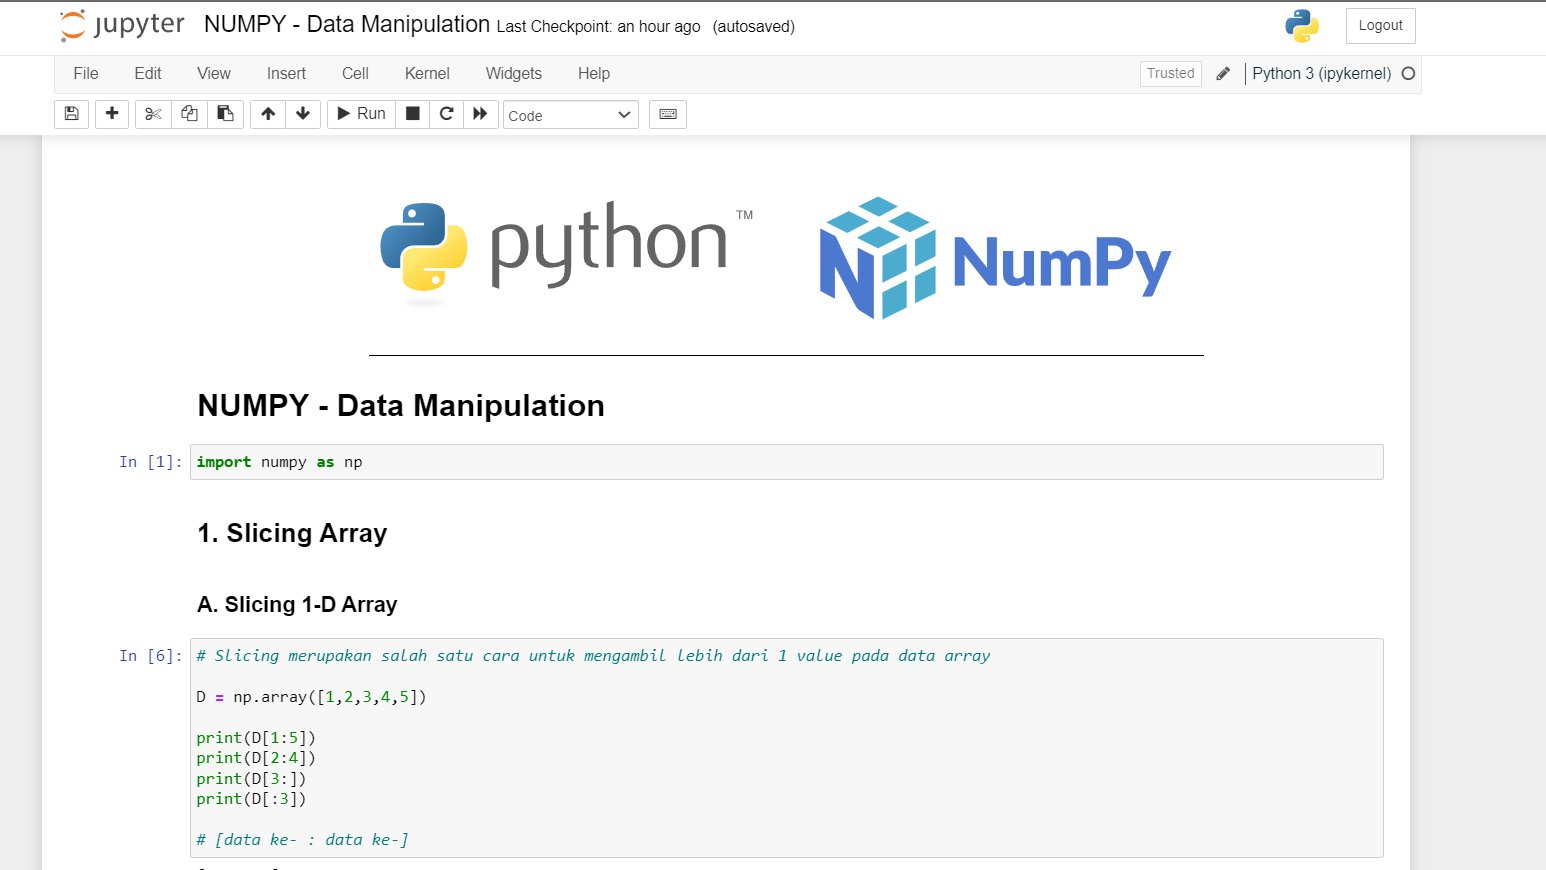 jupyter NUMPY - Data Manipulation Last Checkpoint: an hour ago (autosaved) Logout
File Edit View Insert Cell Kernel Widgets Help Trusted Python 3 (ipykernel)
Run Code
python TM NumPy
NUMPY - Data Manipulation
In [1]: import numpy as np
1. Slicing Array
A. Slicing 1-D Array
In [6]: # Slicing merupakan salah satu cara untuk mengambil lebih dari 1 value pada data array
D = np.array([1,2,3,4,5])
print(D[1:5])
print(D[2:4])
print(D[3:])
print(D[:3])
# [data ke- : data ke-]